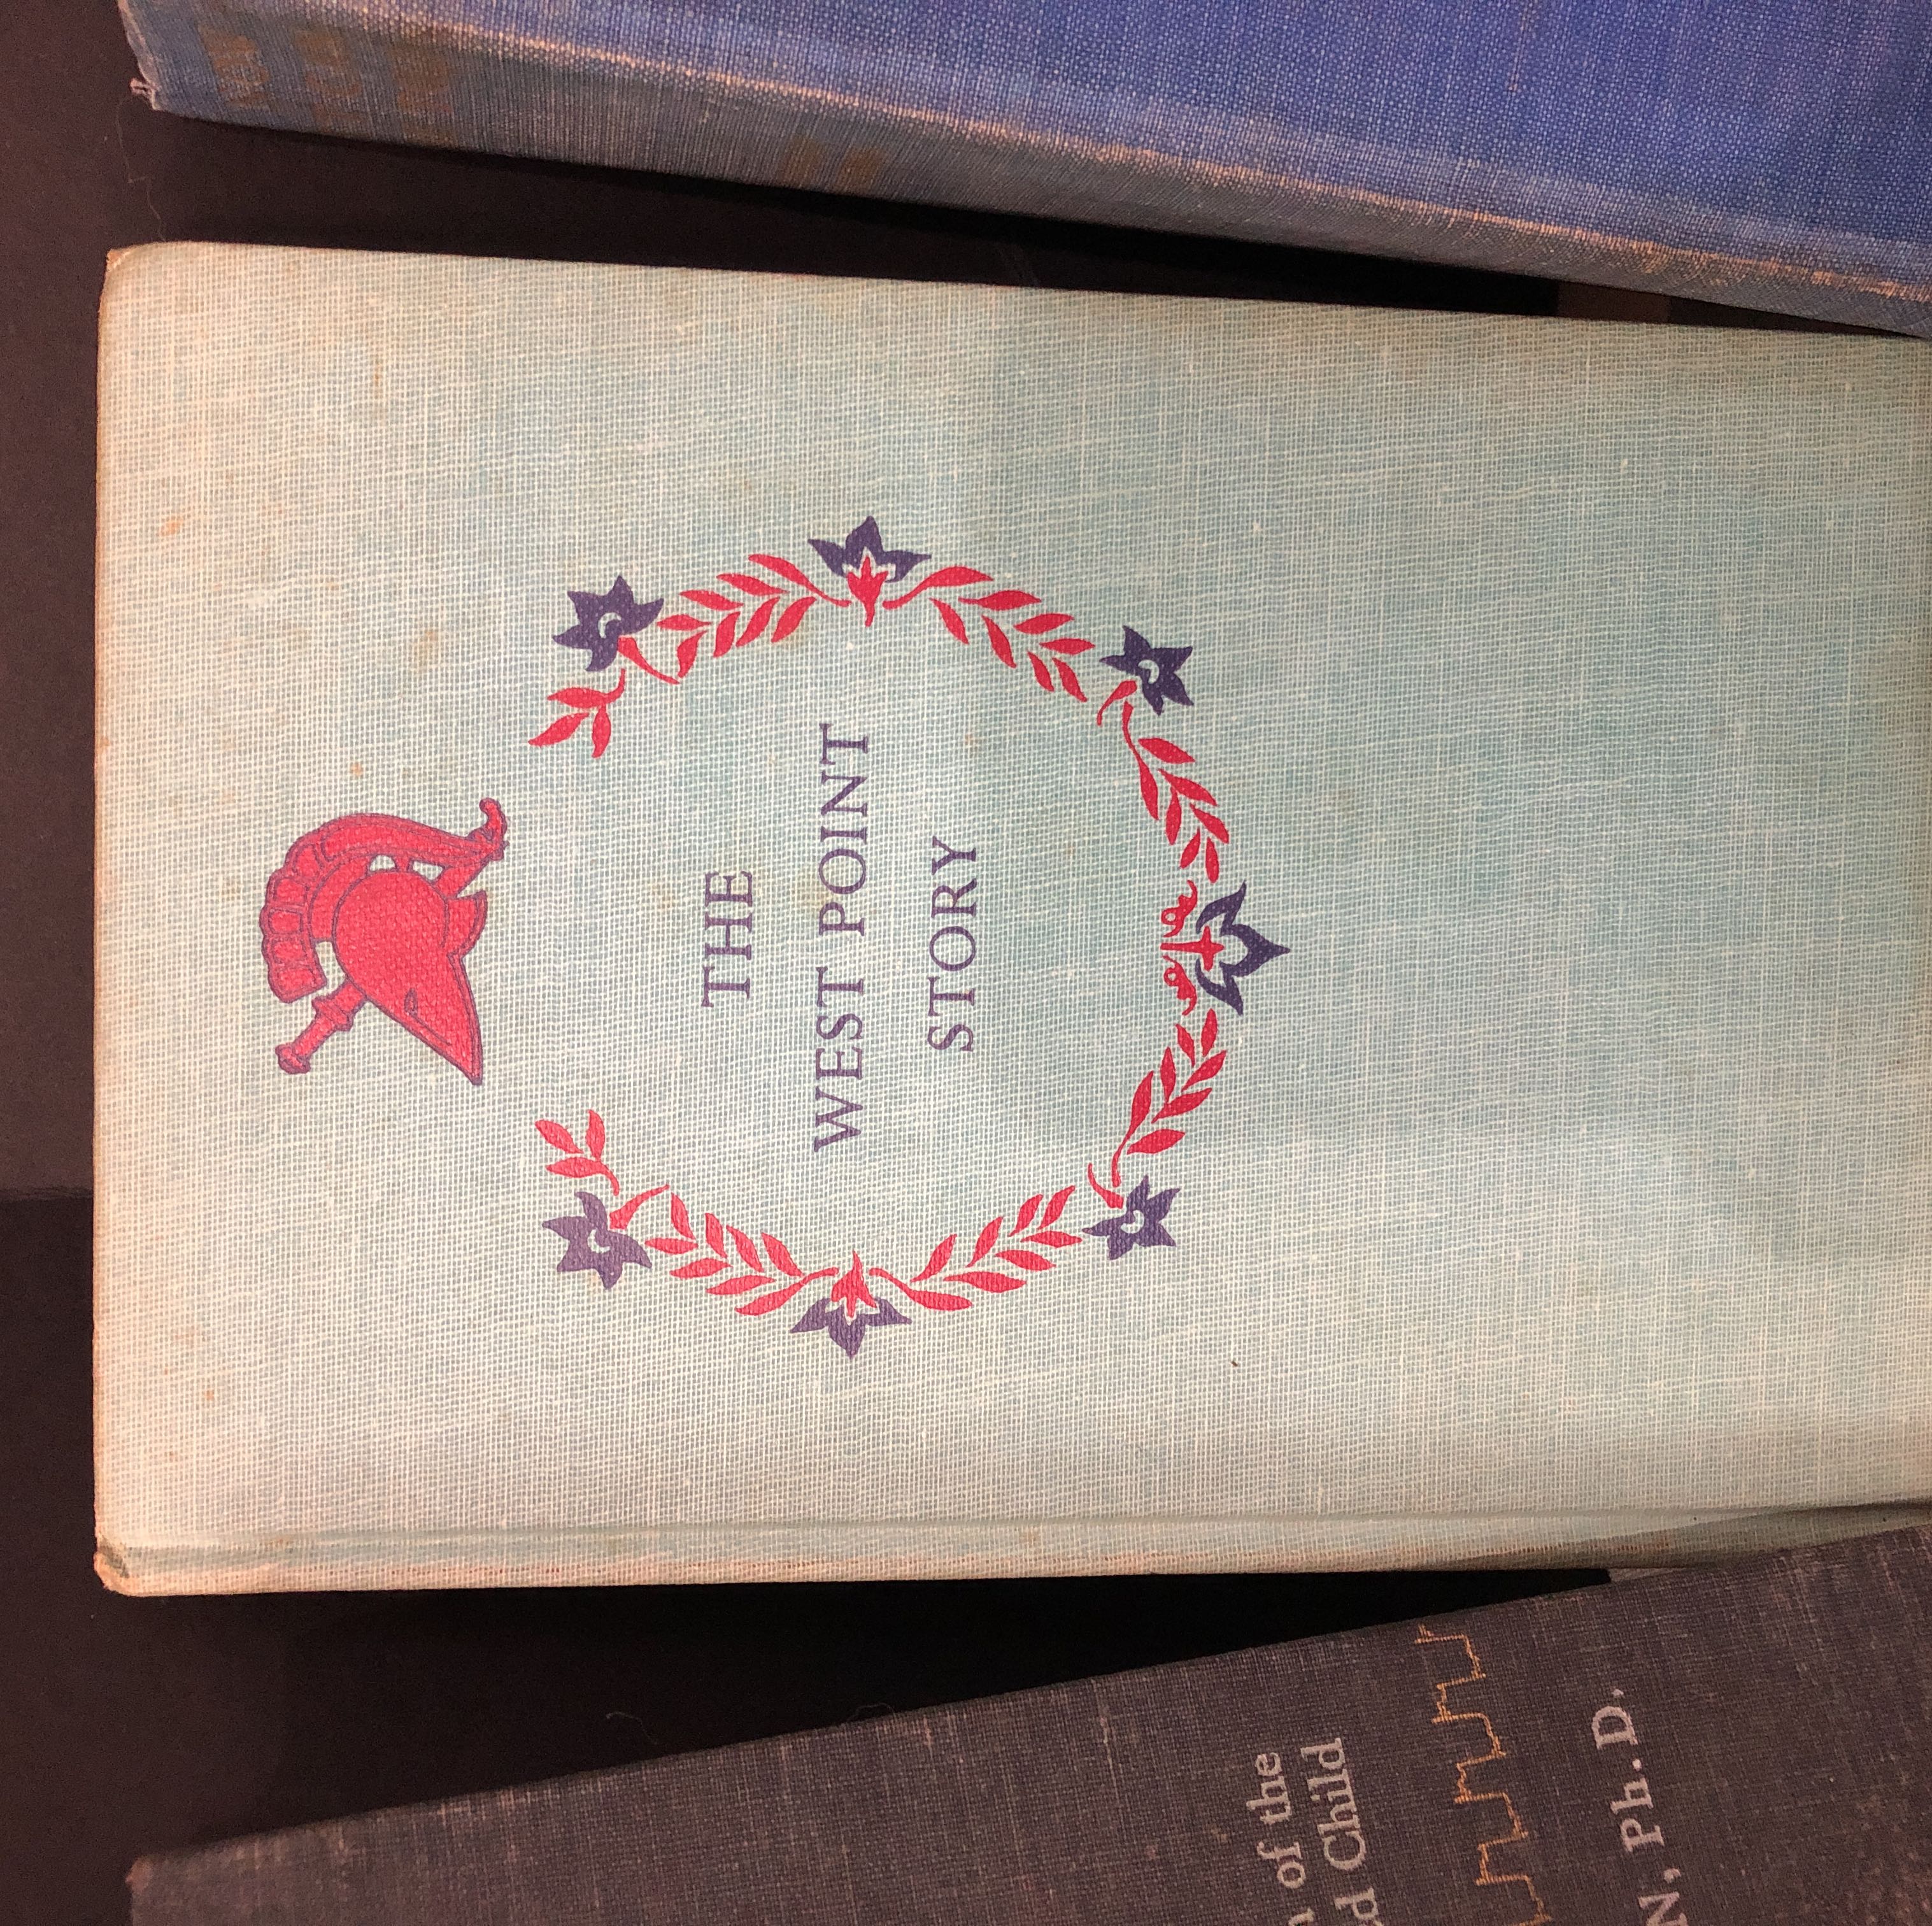 THE
WEST POINT
STORY
of the
Child
Ph.D.